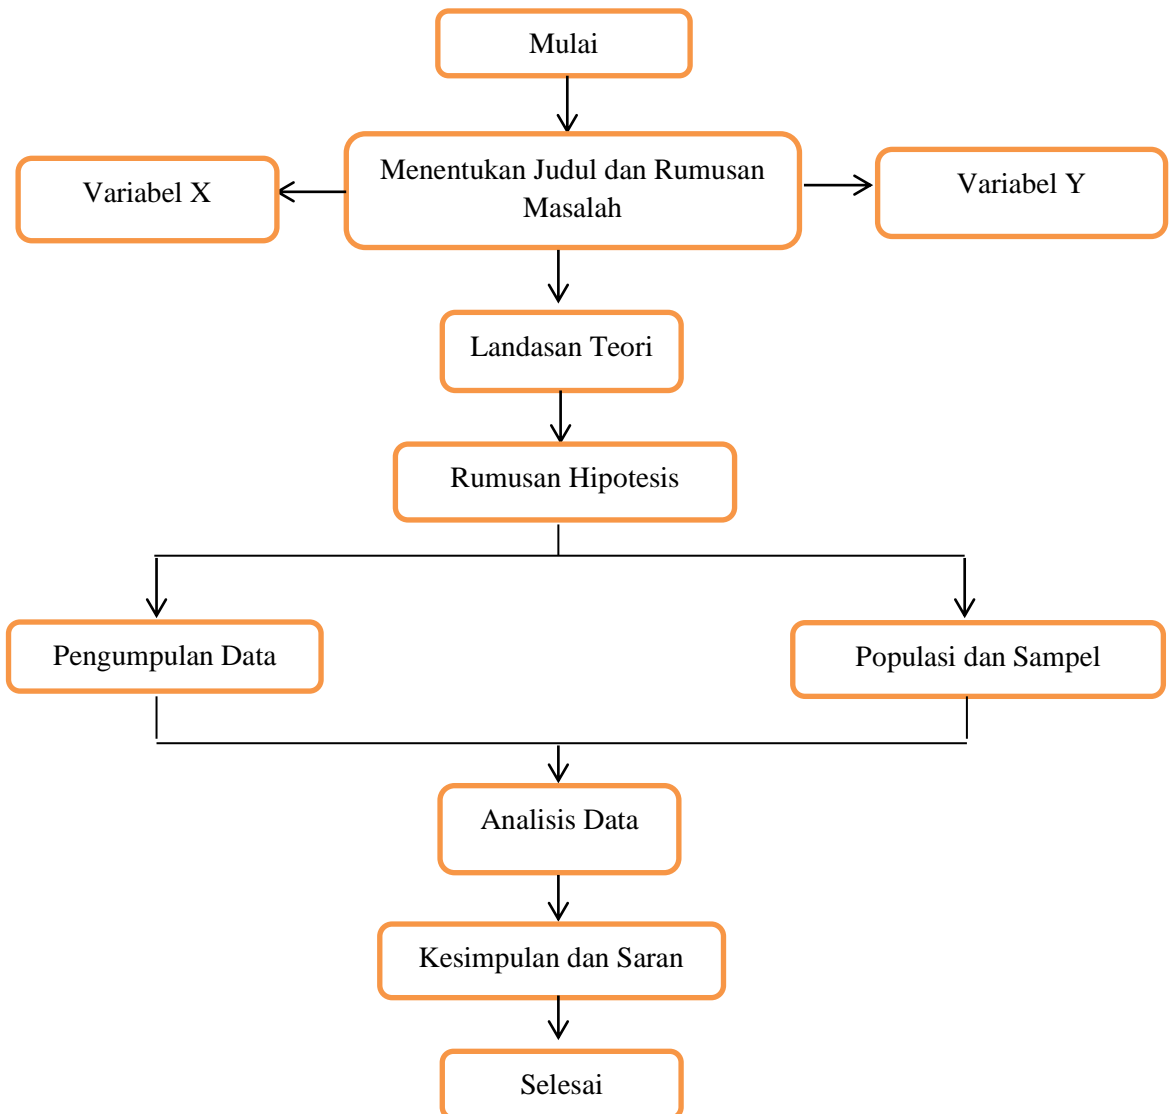 Mulai
Variabel X
Menentukan Judul dan Rumusan
Masalah
Variabel Y
Landasan Teori
Rumusan Hipotesis
Pengumpulan Data
Populasi dan Sampel
Analisis Data
Kesimpulan dan Saran
Selesai